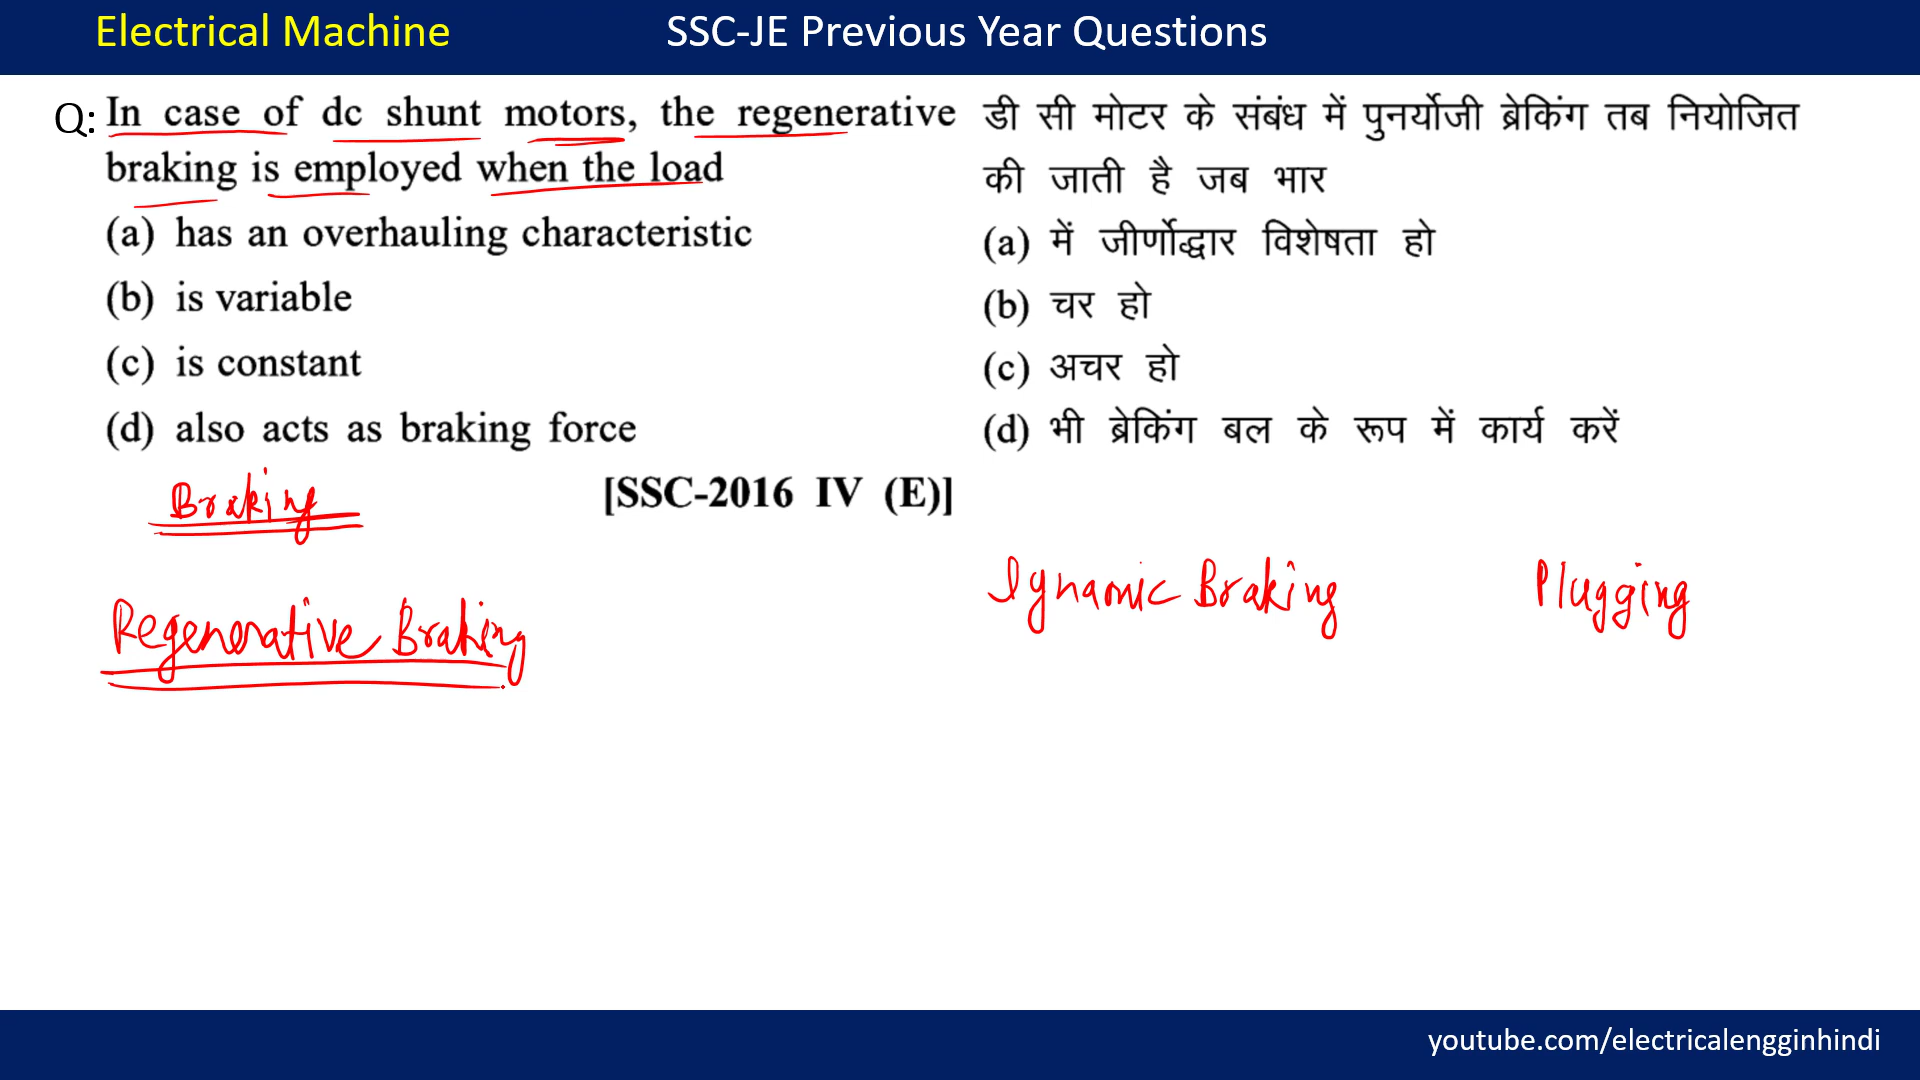 Electrical Machine SSC-JE Previous Year Questions
Q: In case of dc shunt motors, the regenerative
braking is employed when the load
(a) has an overhauling characteristic
(b) is variable
(c) is constant
(d) also acts as braking force
[SSC-2016 IV (E)]
डी सी मोटर के संबंध में पुनर्योजी ब्रेकिंग तब नियोजित
की जाती है जब भार
(a) में जीर्णोद्धार विशेषता हो
(b) चर हो
(c) अचर हो
(d) भी ब्रेकिंग बल के रूप में कार्य करें
Braking
Regenerative Braking
Dynamic Braking
Plugging
youtube.com/electricalengginhindi